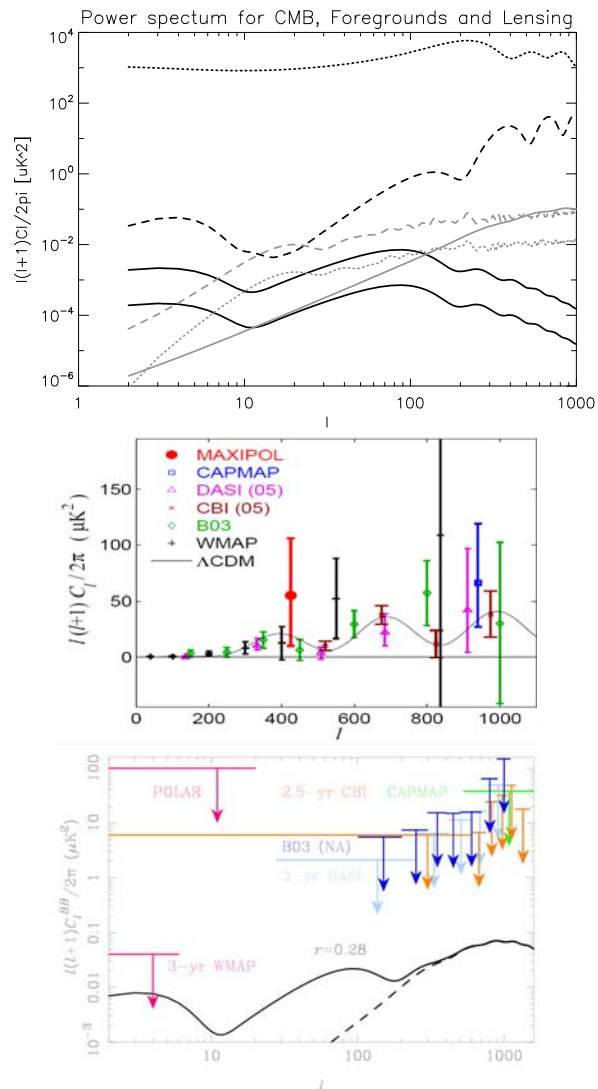 Power spectum for CMB, Foregrounds and Lensing
l(l+1)Cl/2pi [uK^2]
10^4
10^2
10^0
10^-2
10^-4
10^-6
1
10
100
1000
l
l(l+1) C_l / 2π (μK²)
150
100
50
0
MAXIPOL
CAPMAP
DASI (05)
CBI (05)
B03
WMAP
ΛCDM
0 200 400 600 800 1000
l
l(l+1)C_l^BB/2π (μK²)
100
10
1
0.1
0.01
10^-3
POLAR
2.5-yr CBI
CAPMAP
B03 (NA)
3-yr DASI
r=0.28
3-yr WMAP
10 100 1000
l